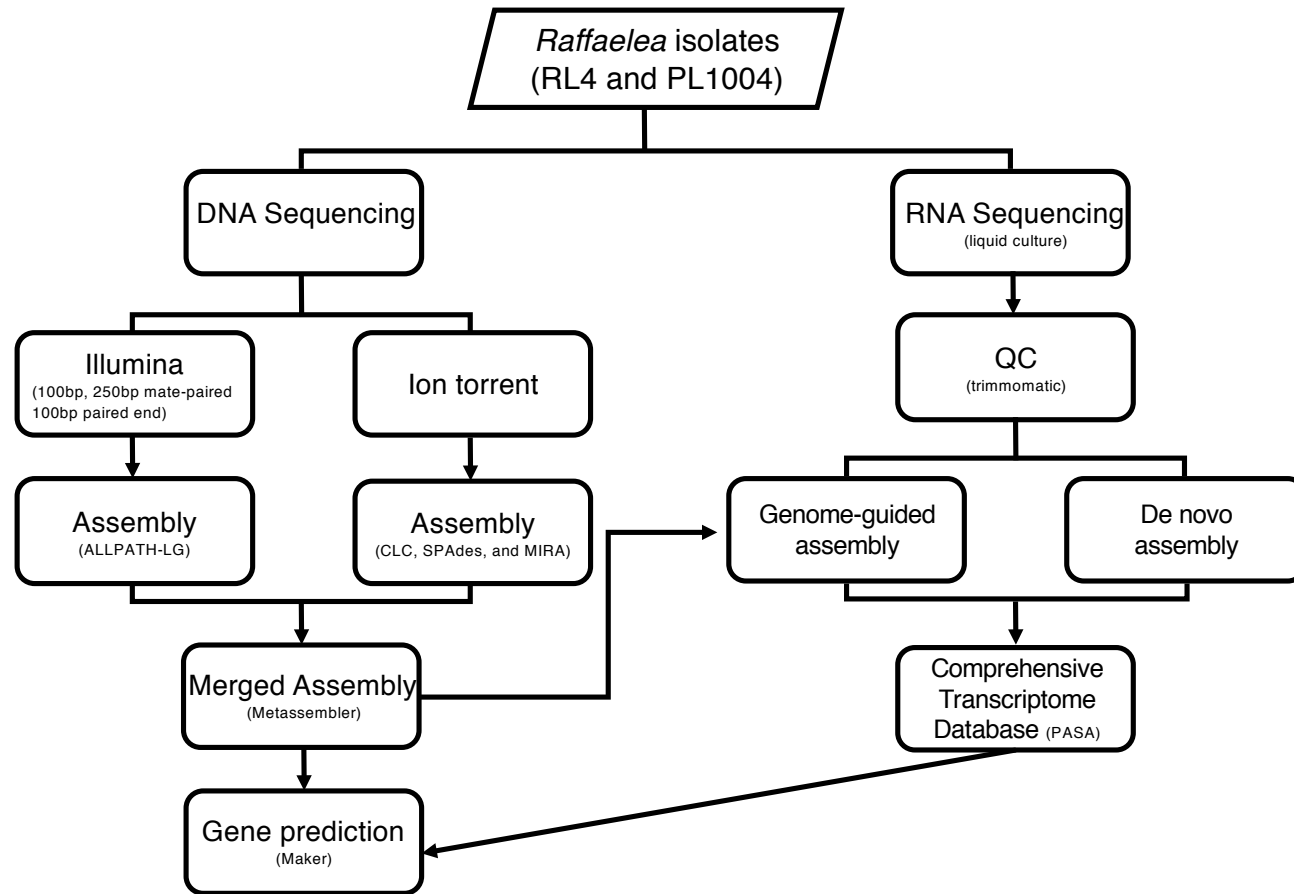 Raffaelea isolates
(RL4 and PL1004)
DNA Sequencing
RNA Sequencing
(liquid culture)
Illumina
(100bp, 250bp mate-paired
100bp paired end)
Ion torrent
QC
(trimmomatic)
Assembly
(ALLPATH-LG)
Assembly
(CLC, SPAdes, and MIRA)
Genome-guided
assembly
De novo
assembly
Merged Assembly
(Metassembler)
Comprehensive
Transcriptome
Database (PASA)
Gene prediction
(Maker)